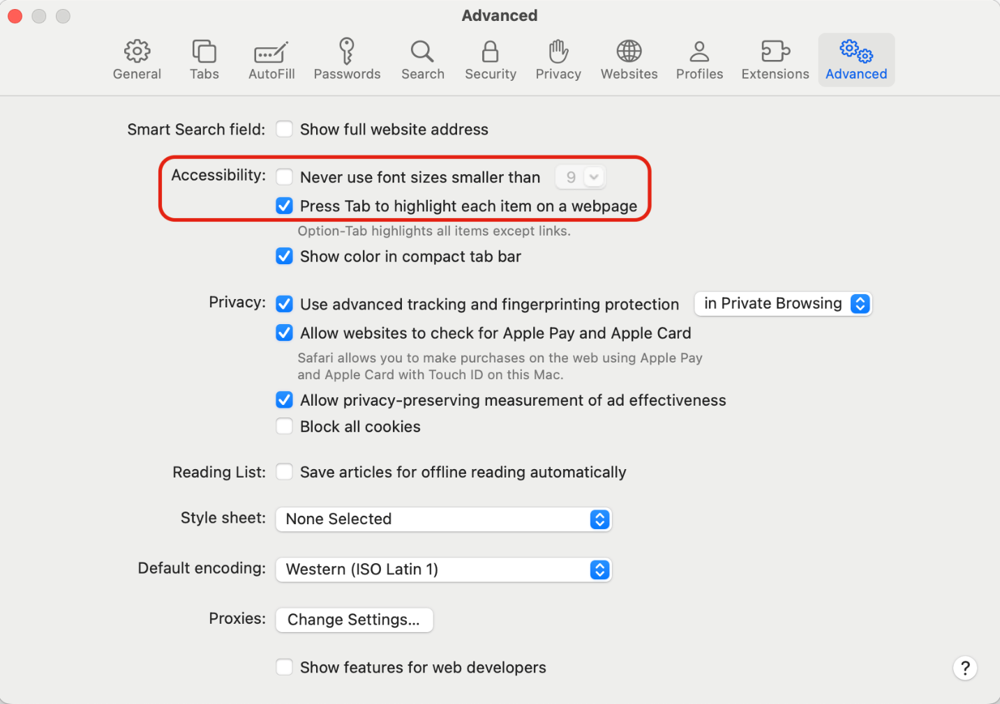 Advanced
General Tabs AutoFill Passwords Search Security Privacy Websites Profiles Extensions Advanced
Smart Search field: Show full website address
Accessibility: Never use font sizes smaller than 9
Press Tab to highlight each item on a webpage
Option-Tab highlights all items except links.
Show color in compact tab bar
Privacy: Use advanced tracking and fingerprinting protection in Private Browsing
Allow websites to check for Apple Pay and Apple Card
Safari allows you to make purchases on the web using Apple Pay
and Apple Card with Touch ID on this Mac.
Allow privacy-preserving measurement of ad effectiveness
Block all cookies
Reading List: Save articles for offline reading automatically
Style sheet: None Selected
Default encoding: Western (ISO Latin 1)
Proxies: Change Settings...
Show features for web developers
?